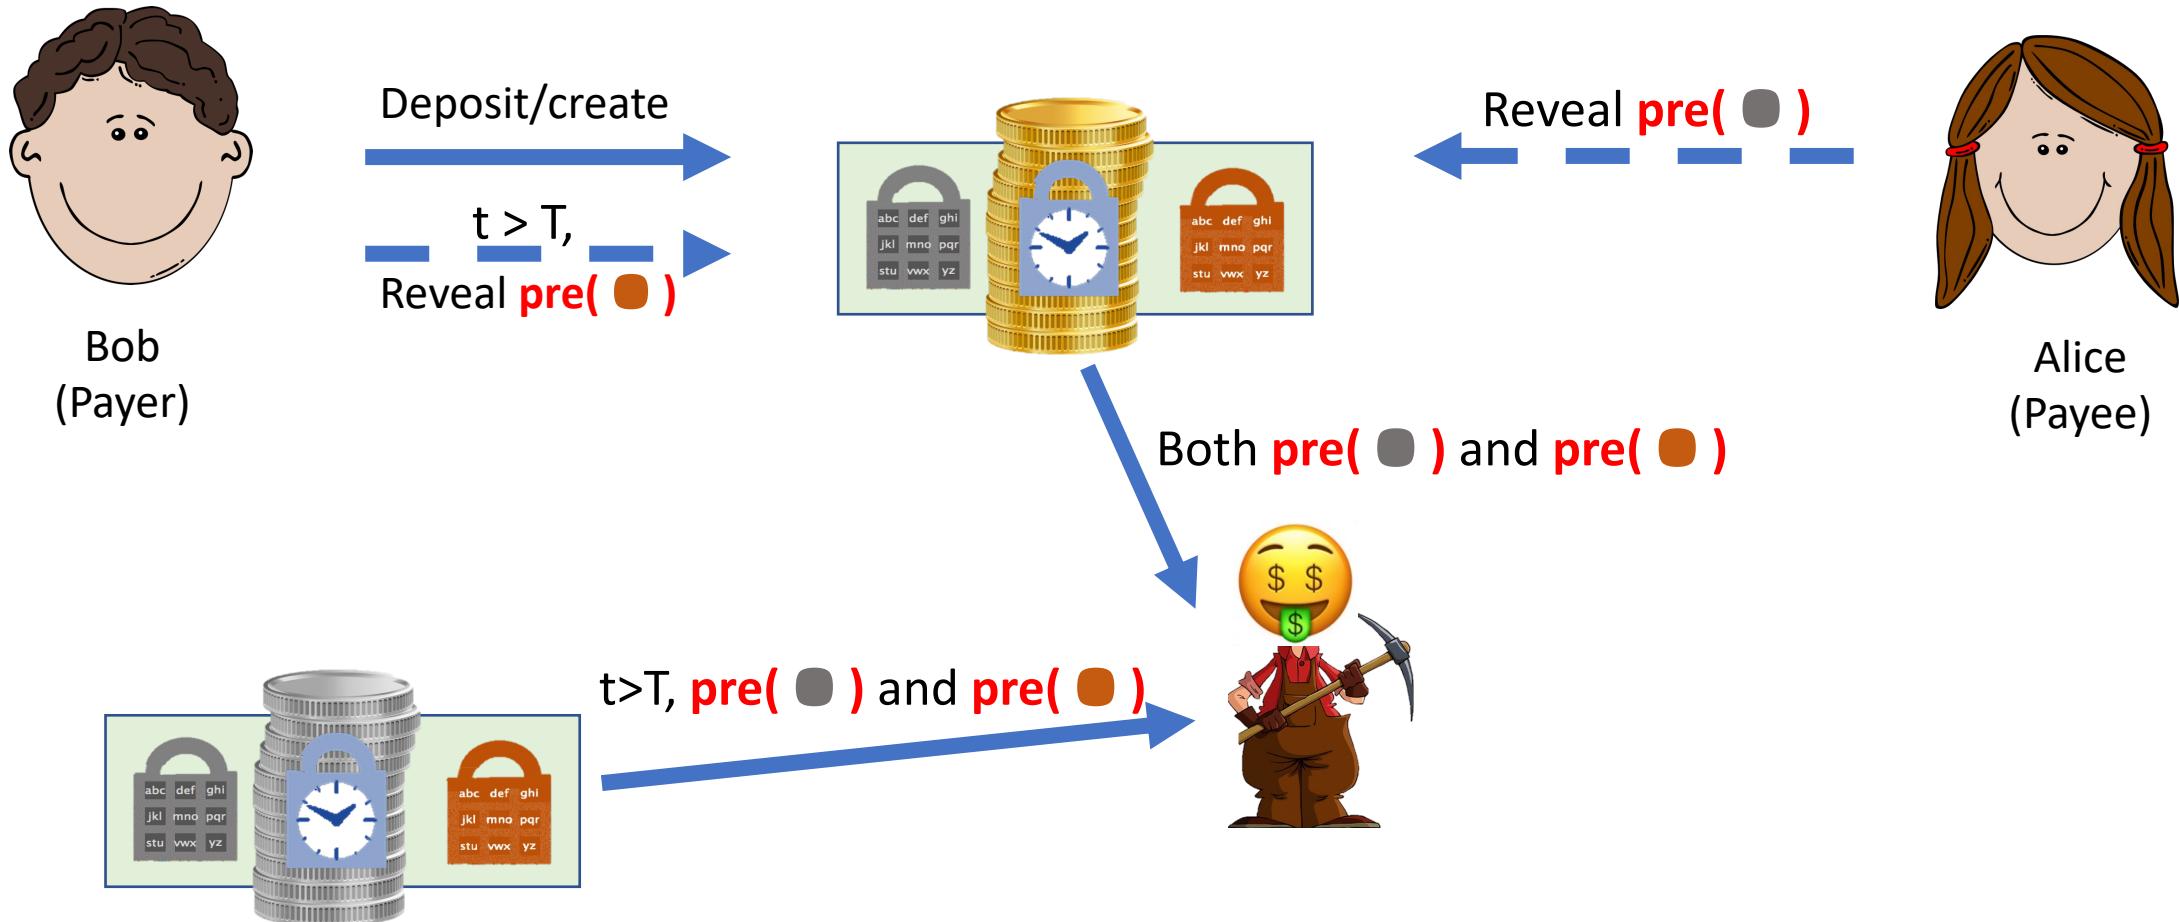 Deposit/create
t > T,
Reveal pre( )
Bob
(Payer)
abc def ghi
jkl mno pqr
stu vwx yz
abc def ghi
jkl mno pqr
stu vwx yz
Reveal pre( )
Alice
(Payee)
Both pre( ) and pre( )
$ $
$
t>T, pre( ) and pre( )
abc def ghi
jkl mno pqr
stu vwx yz
abc def ghi
jkl mno pqr
stu vwx yz